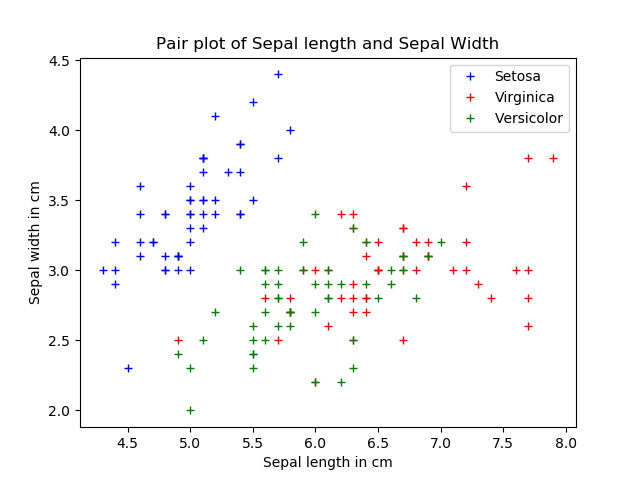 Pair plot of Sepal length and Sepal Width
Setosa
Virginica
Versicolor
4.5
4.0
3.5
3.0
2.5
2.0
Sepal width in cm
4.5 5.0 5.5 6.0 6.5 7.0 7.5 8.0
Sepal length in cm